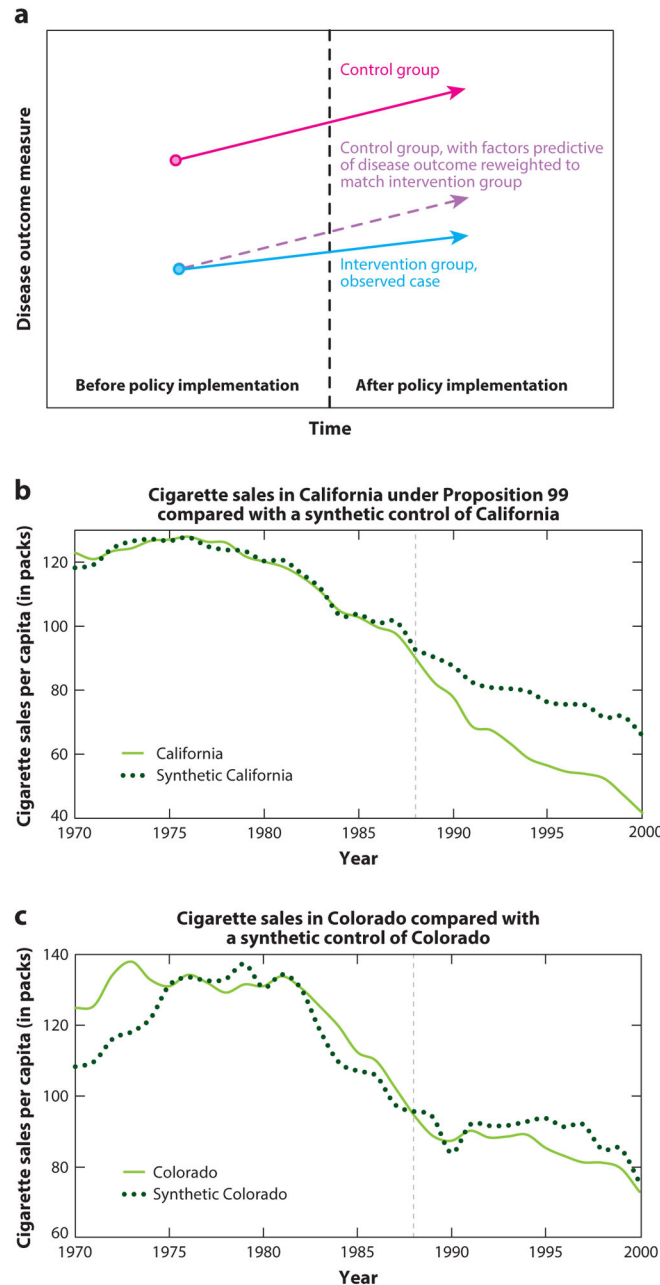 a
Disease outcome measure
Control group
Control group, with factors predictive
of disease outcome reweighted to
match intervention group
Intervention group,
observed case
Before policy implementation
After policy implementation
Time
b
Cigarette sales in California under Proposition 99
compared with a synthetic control of California
Cigarette sales per capita (in packs)
120
100
80
60
40
California
Synthetic California
1970
1975
1980
1985
1990
1995
2000
Year
c
Cigarette sales in Colorado compared with
a synthetic control of Colorado
Cigarette sales per capita (in packs)
140
120
100
80
60
Colorado
Synthetic Colorado
1970
1975
1980
1985
1990
1995
2000
Year